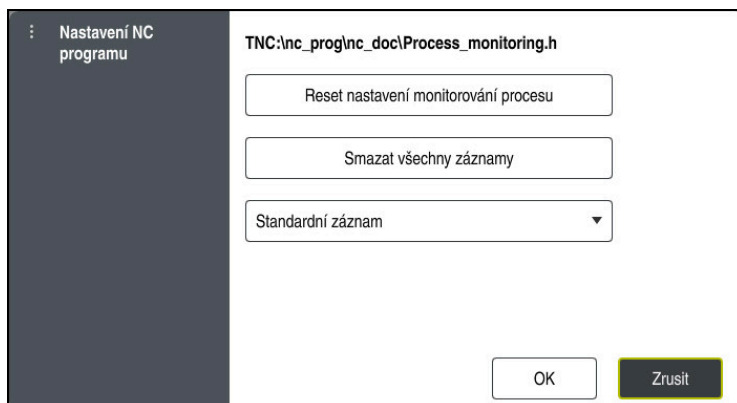 Nastavení NC
programu
TNC:\nc_prog\nc_doc\Process_monitoring.h
Reset nastavení monitorování procesu
Smazat všechny záznamy
Standardní záznam
OK
Zrusit